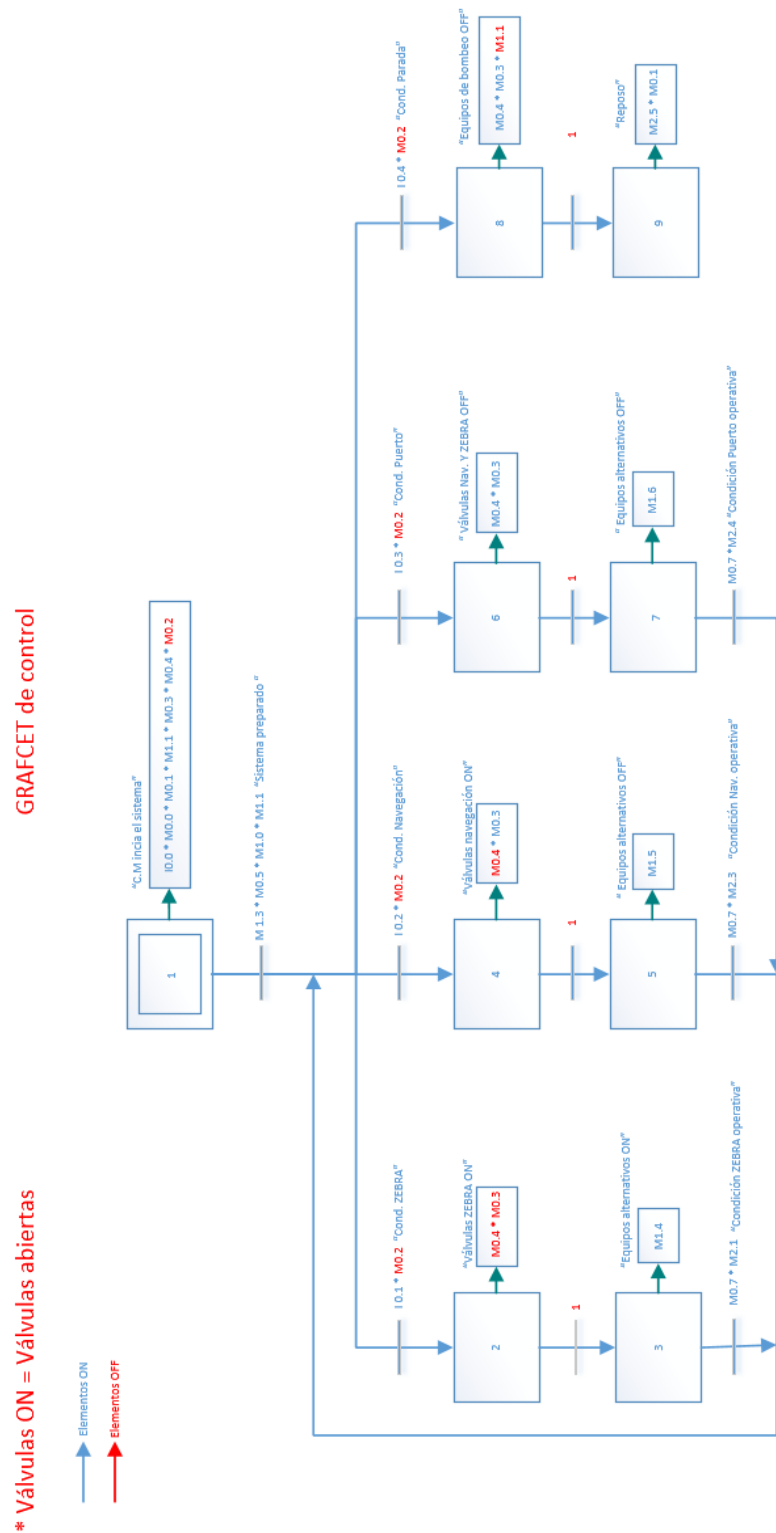 GRAFCET de control
* Válvulas ON = Válvulas abiertas
Elementos ON
Elementos OFF
1
"C.M incia el sistema"
I0.0 * M0.0 * M0.1 * M1.1 * M0.3 * M0.4 * M0.2
M 1.3 * M0.5 * M1.0 * M1.1 "Sistema preparado "
I 0.1 * M0.2 "Cond. ZEBRA"
2
"Válvulas ZEBRA ON"
M0.4 * M0.3
1
3
"Equipos alternativos ON"
M1.4
M0.7 * M2.1 "Condición ZEBRA operativa"
I 0.2 * M0.2 "Cond. Navegación"
4
"Válvulas navegación ON"
M0.4 * M0.3
1
5
" Equipos alternativos OFF"
M1.5
M0.7 * M2.3 "Condición Nav. operativa"
I 0.3 * M0.2 "Cond. Puerto"
6
" Válvulas Nav. Y ZEBRA OFF"
M0.4 * M0.3
1
7
" Equipos alternativos OFF"
M1.6
M0.7 *M2.4 "Condición Puerto operativa"
I 0.4 * M0.2 "Cond. Parada"
8
"Equipos de bombeo OFF"
M0.4 * M0.3 * M1.1
1
9
"Reposo"
M2.5 * M0.1